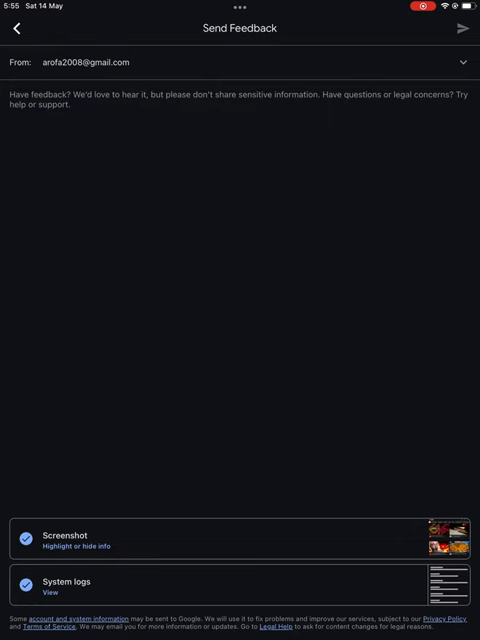 5:55 Sat 14 May
Send Feedback
From: arofa2008@gmail.com
Have feedback? We'd love to hear it, but please don't share sensitive information. Have questions or legal concerns? Try
help or support.
Screenshot
Highlight or hide info
System logs
View
Some account and system information may be sent to Google. We will use it to fix problems and improve our services, subject to our Privacy Policy
and Terms of Service. We may email you for more information or updates. Go to Legal Help to ask for content changes for legal reasons.